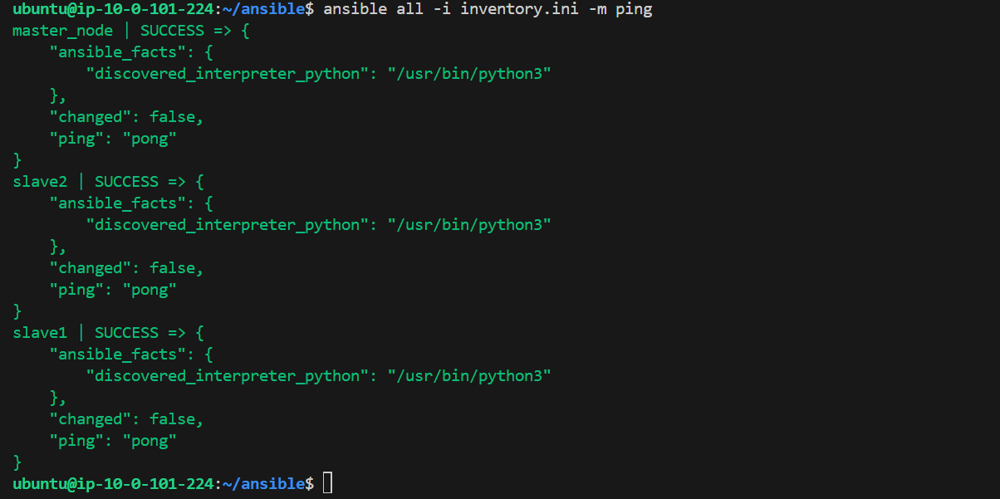 ubuntu@ip-10-0-101-224:~/ansible$ ansible all -i inventory.ini -m ping
master_node | SUCCESS => {
    "ansible_facts": {
        "discovered_interpreter_python": "/usr/bin/python3"
    },
    "changed": false,
    "ping": "pong"
}
slave2 | SUCCESS => {
    "ansible_facts": {
        "discovered_interpreter_python": "/usr/bin/python3"
    },
    "changed": false,
    "ping": "pong"
}
slave1 | SUCCESS => {
    "ansible_facts": {
        "discovered_interpreter_python": "/usr/bin/python3"
    },
    "changed": false,
    "ping": "pong"
}
ubuntu@ip-10-0-101-224:~/ansible$